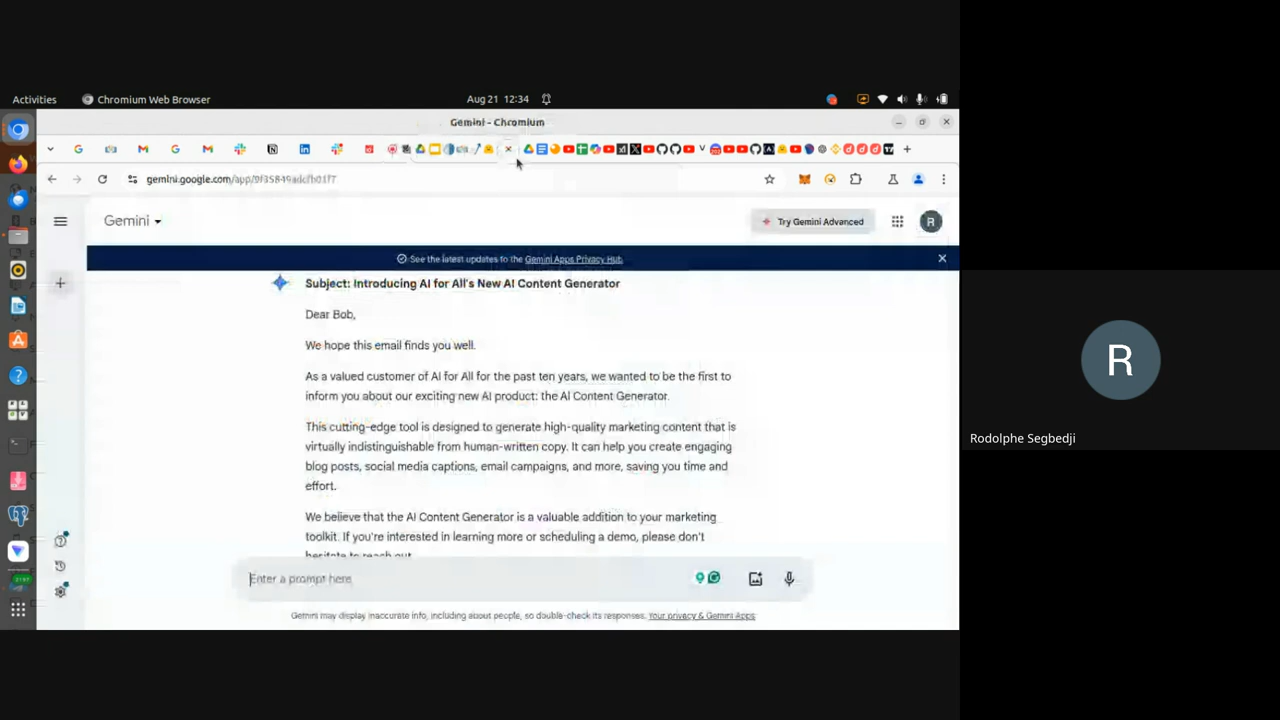 Activities
Chromium Web Browser
Aug 21 12:34
Gemini - Chromium
gemini.google.com/app/
Gemini
Try Gemini Advanced
R
See the latest updates to the Gemini Apps Privacy Hub.
Subject: Introducing AI for All's New AI Content Generator
Dear Bob,
We hope this email finds you well.
As a valued customer of AI for All for the past ten years, we wanted to be the first to
inform you about our exciting new AI product: the AI Content Generator.
This cutting-edge tool is designed to generate high-quality marketing content that is
virtually indistinguishable from human-written copy. It can help you create engaging
blog posts, social media captions, email campaigns, and more, saving you time and
effort.
We believe that the AI Content Generator is a valuable addition to your marketing
toolkit. If you're interested in learning more or scheduling a demo, please don't
hesitate to reach out
Enter a prompt here
Gemini may display inaccurate info, including about people, so double-check its responses. Your privacy & Gemini Apps
R
Rodolphe Segbedji